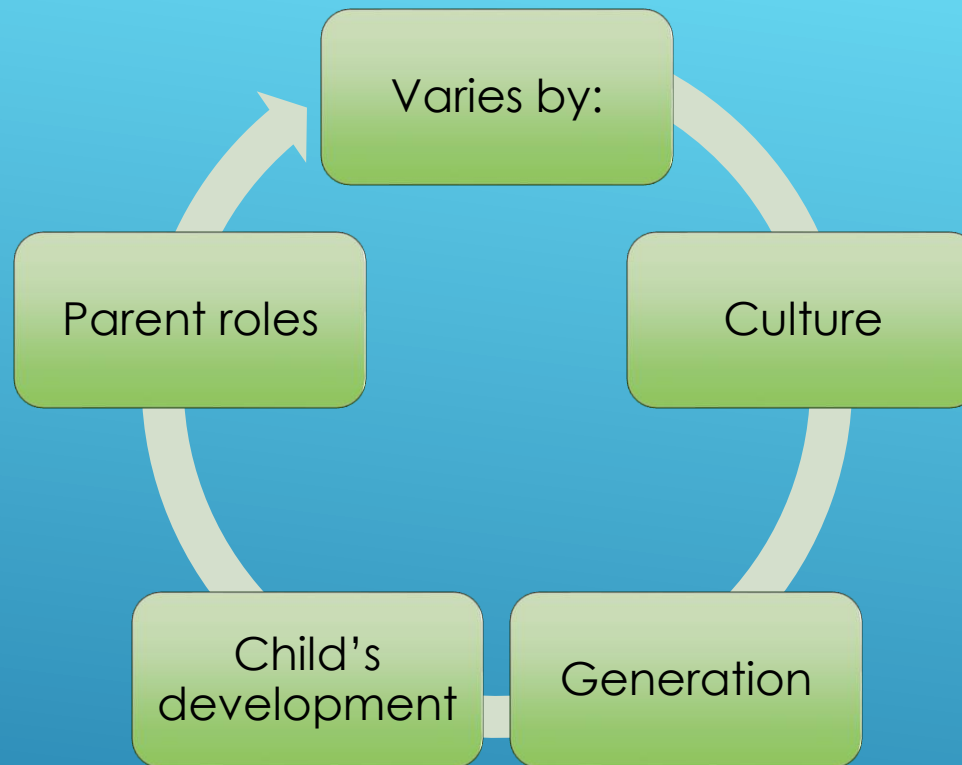 Varies by:
Culture
Generation
Child’s
development
Parent roles